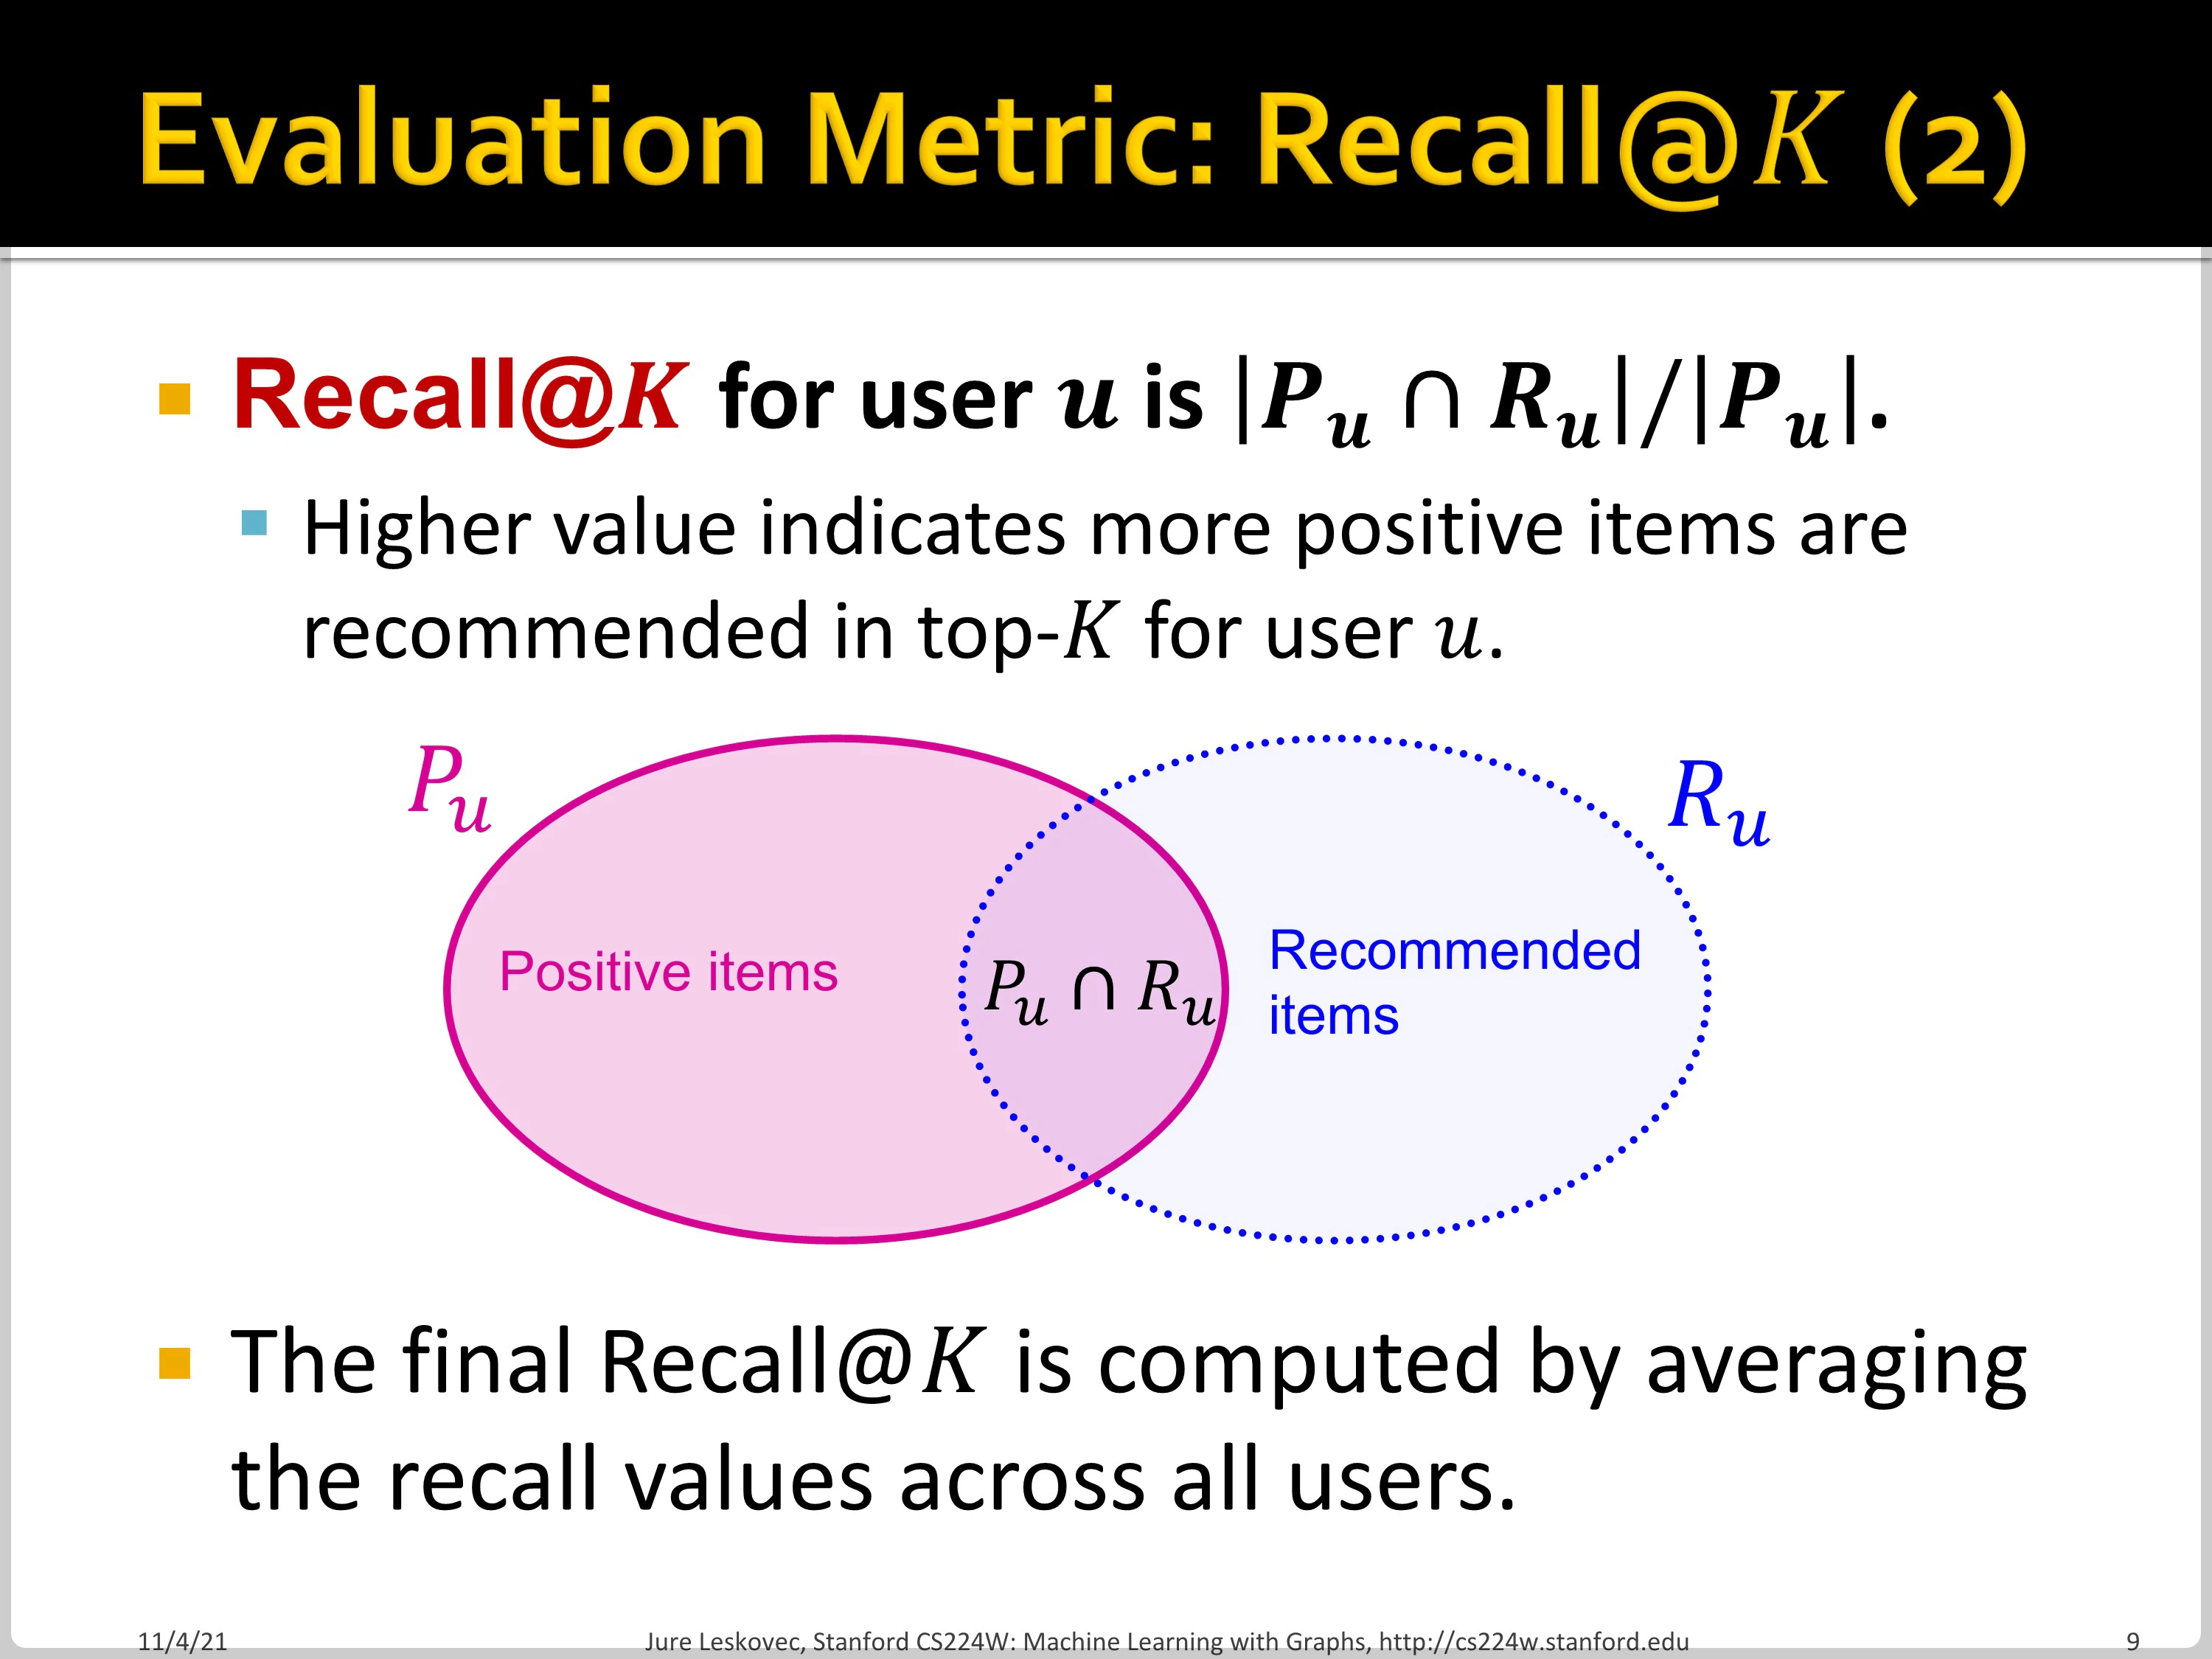 Evaluation Metric: Recall@K (2)
Recall@K for user u is |Pu ∩ Ru|/|Pu|.
Higher value indicates more positive items are
recommended in top-K for user u.
Pu
Ru
Positive items
Pu ∩ Ru
Recommended
items
The final Recall@K is computed by averaging
the recall values across all users.
11/4/21
Jure Leskovec, Stanford CS224W: Machine Learning with Graphs, http://cs224w.stanford.edu
9